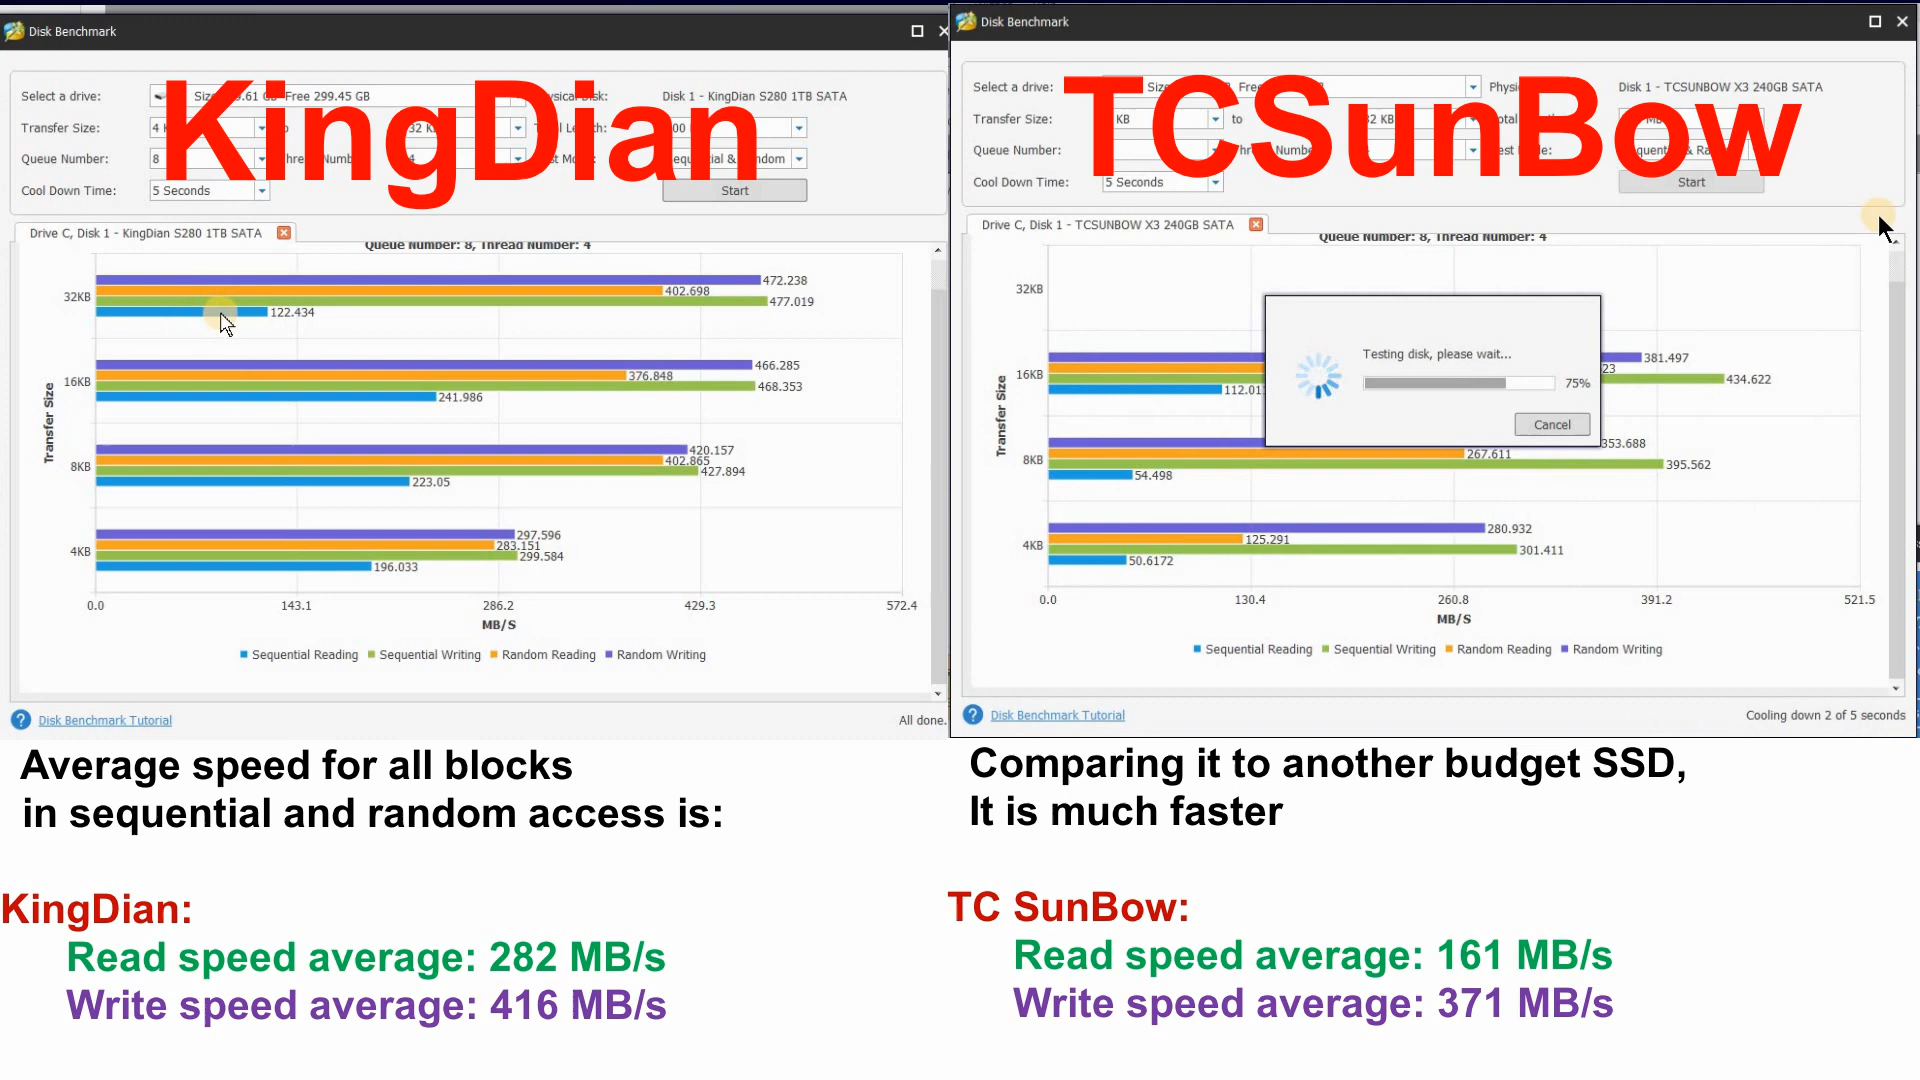 Disk Benchmark
KingDian
Select a drive: Free 299.45 GB Disk 1 - KingDian S280 1TB SATA
Transfer Size:
Queue Number: 8
Cool Down Time: 5 Seconds Start
Drive C, Disk 1 - KingDian S280 1TB SATA
Queue Number: 8, Thread Number: 4
Transfer Size
32KB
472.238
402.698
477.019
122.434
16KB
466.285
376.848
468.353
241.986
8KB
420.157
402.865
427.894
223.05
4KB
297.596
283.151
299.584
196.033
0.0 143.1 286.2 429.3 572.4
MB/S
Sequential Reading Sequential Writing Random Reading Random Writing
Disk Benchmark Tutorial All done.
Average speed for all blocks
in sequential and random access is:
KingDian:
Read speed average: 282 MB/s
Write speed average: 416 MB/s
Disk Benchmark
TCSunBow
Select a drive: Disk 1 - TCSUNBOW X3 240GB SATA
Transfer Size: KB to 32 KB
Queue Number:
Cool Down Time: 5 Seconds Start
Drive C, Disk 1 - TCSUNBOW X3 240GB SATA
Queue Number: 8, Thread Number: 4
Transfer Size
32KB
16KB
381.497
434.622
Testing disk, please wait...
75%
Cancel
8KB
353.688
267.611
395.562
54.498
4KB
280.932
125.291
301.411
50.6172
0.0 130.4 260.8 391.2 521.5
MB/S
Sequential Reading Sequential Writing Random Reading Random Writing
Disk Benchmark Tutorial Cooling down 2 of 5 seconds
Comparing it to another budget SSD,
It is much faster
TC SunBow:
Read speed average: 161 MB/s
Write speed average: 371 MB/s